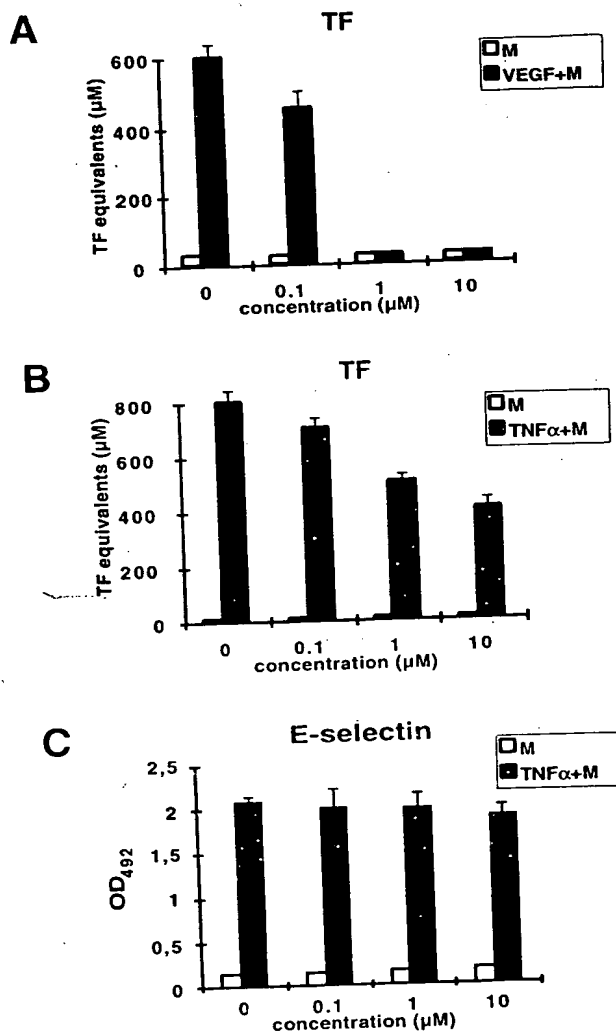 A
TF
M
VEGF+M
TF equivalents (µM)
600
400
200
0
0 0.1 1 10
concentration (µM)
B
TF
M
TNFα+M
TF equivalents (µM)
800
600
400
200
0
0 0.1 1 10
concentration (µM)
C
E-selectin
M
TNFα+M
OD492
2,5
2
1,5
1
0,5
0
0 0.1 1 10
concentration (µM)